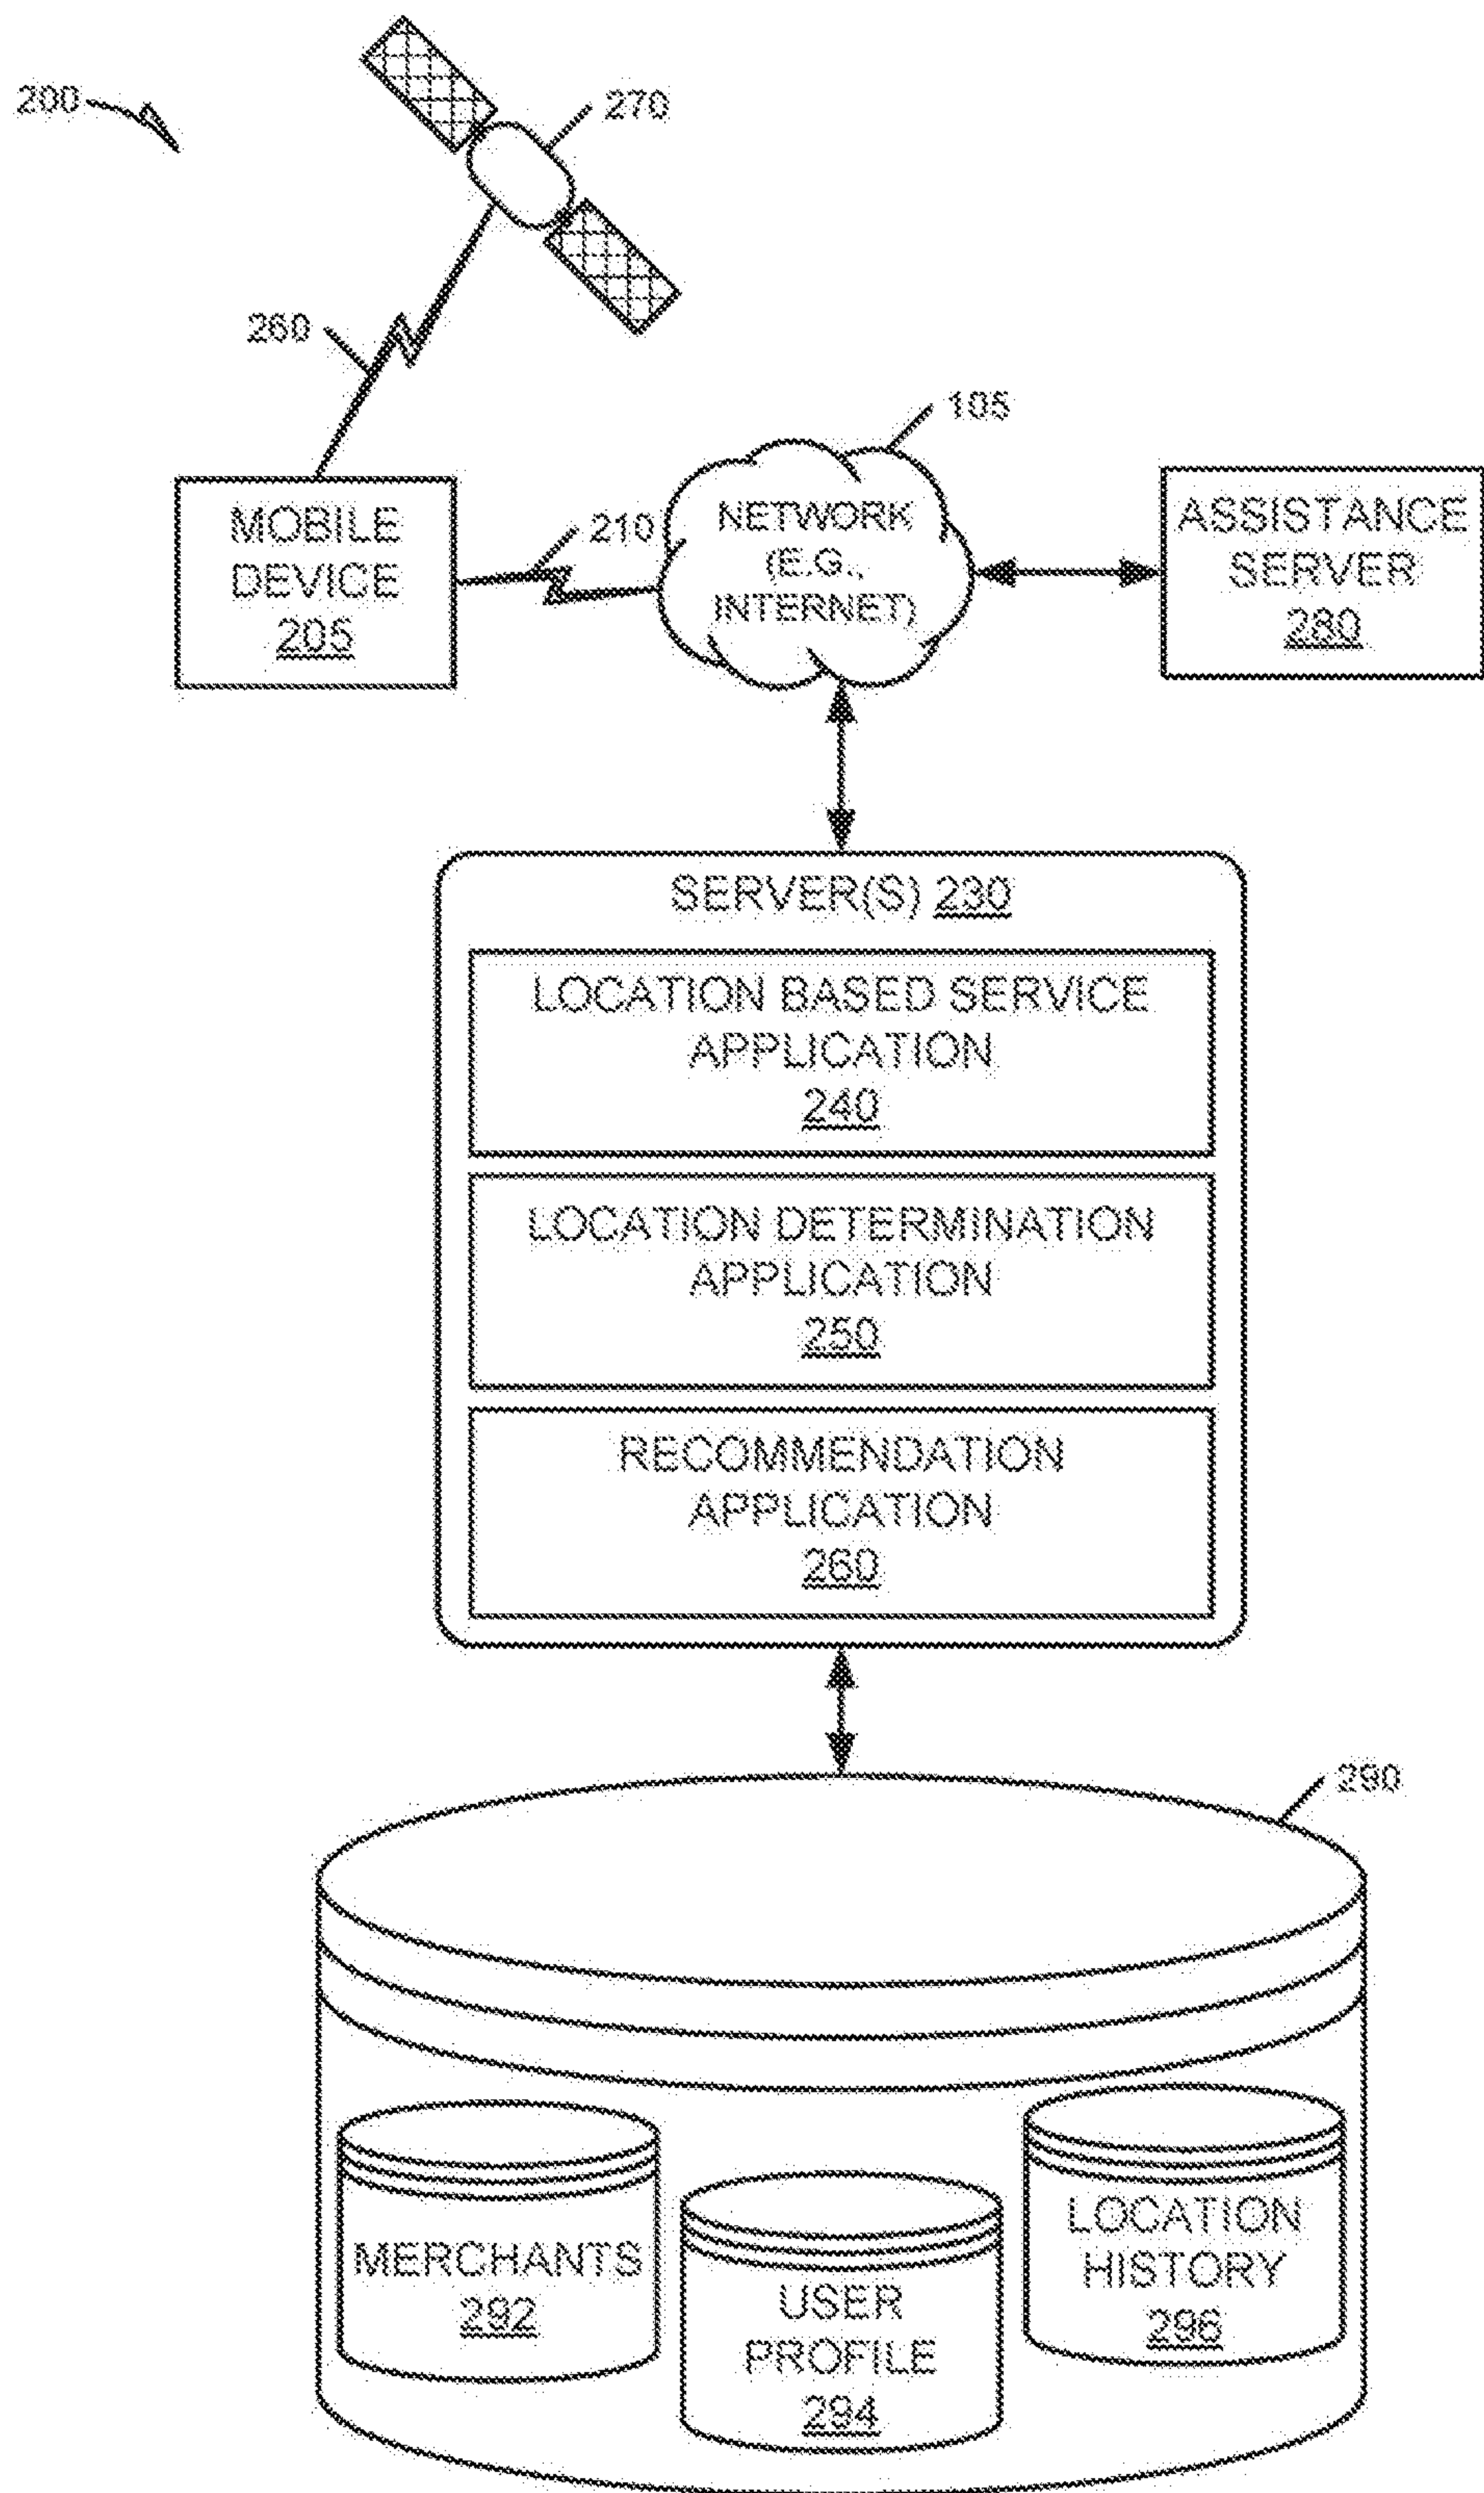 200
270
260
105
MOBILE
DEVICE
205
210
NETWORK
(E.G.,
INTERNET)
ASSISTANCE
SERVER
280
SERVER(S) 230
LOCATION BASED SERVICE
APPLICATION
240
LOCATION DETERMINATION
APPLICATION
250
RECOMMENDATION
APPLICATION
260
290
MERCHANTS
292
USER
PROFILE
294
LOCATION
HISTORY
296